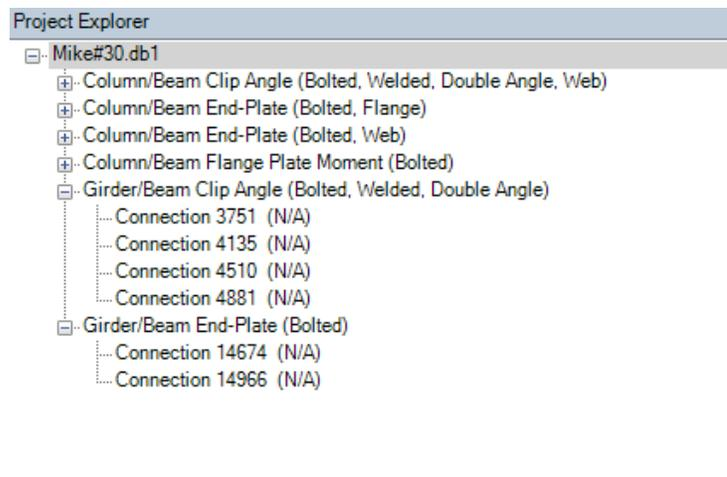 Project Explorer
Mike#30.db1
Column/Beam Clip Angle (Bolted, Welded, Double Angle, Web)
Column/Beam End-Plate (Bolted, Flange)
Column/Beam End-Plate (Bolted, Web)
Column/Beam Flange Plate Moment (Bolted)
Girder/Beam Clip Angle (Bolted, Welded, Double Angle)
Connection 3751 (N/A)
Connection 4135 (N/A)
Connection 4510 (N/A)
Connection 4881 (N/A)
Girder/Beam End-Plate (Bolted)
Connection 14674 (N/A)
Connection 14966 (N/A)